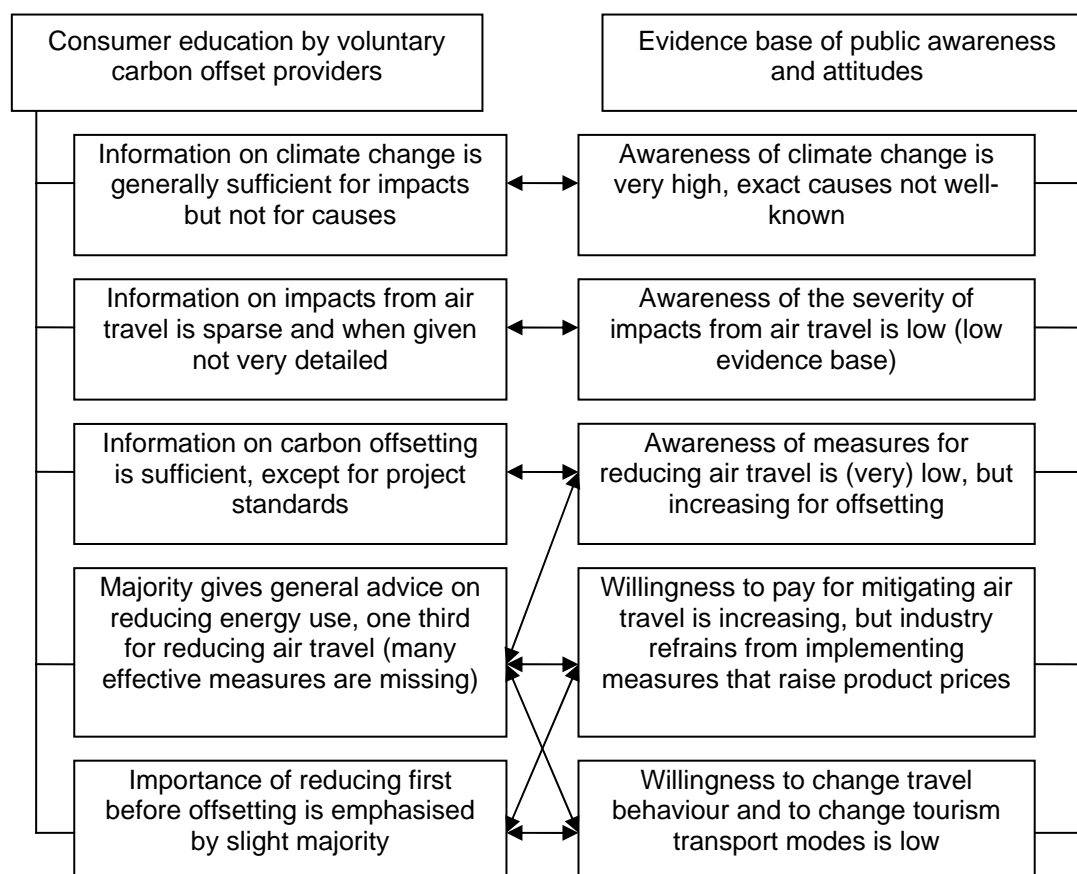 Consumer education by voluntary
carbon offset providers
Evidence base of public awareness
and attitudes
Information on climate change is
generally sufficient for impacts
but not for causes
Awareness of climate change is
very high, exact causes not well-
known
Information on impacts from air
travel is sparse and when given
not very detailed
Awareness of the severity of
impacts from air travel is low (low
evidence base)
Information on carbon offsetting
is sufficient, except for project
standards
Awareness of measures for
reducing air travel is (very) low, but
increasing for offsetting
Majority gives general advice on
reducing energy use, one third
for reducing air travel (many
effective measures are missing)
Willingness to pay for mitigating air
travel is increasing, but industry
refrains from implementing
measures that raise product prices
Importance of reducing first
before offsetting is emphasised
by slight majority
Willingness to change travel
behaviour and to change tourism
transport modes is low